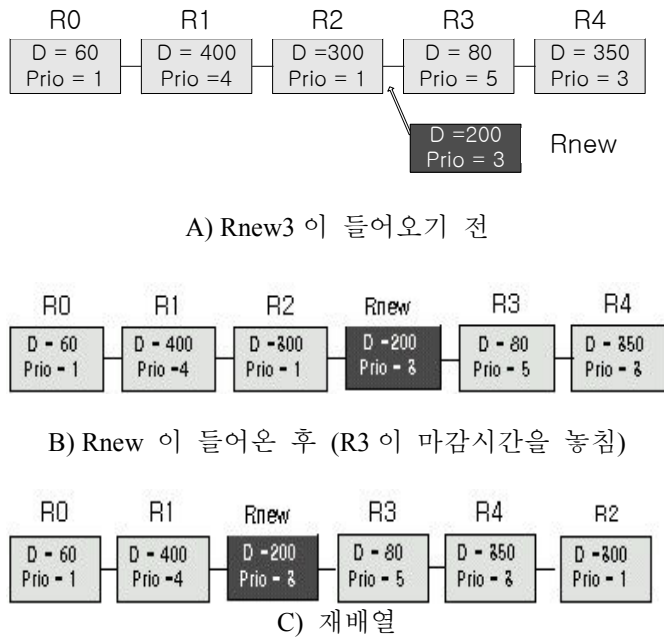 R0 R1 R2 R3 R4
D = 60 D = 400 D =300 D = 80 D = 350
Prio = 1 Prio =4 Prio = 1 Prio = 5 Prio = 3
D =200 Rnew
Prio = 3
A) Rnew3 이 들어오기 전
R0 R1 R2 Rnew R3 R4
D = 60 D = 400 D =300 D =200 D = 80 D = 350
Prio = 1 Prio =4 Prio = 1 Prio = 3 Prio = 5 Prio = 3
B) Rnew 이 들어온 후 (R3 이 마감시간을 놓침)
R0 R1 Rnew R3 R4 R2
D = 60 D = 400 D =200 D = 80 D = 350 D =300
Prio = 1 Prio =4 Prio = 3 Prio = 5 Prio = 3 Prio = 1
C) 재배열